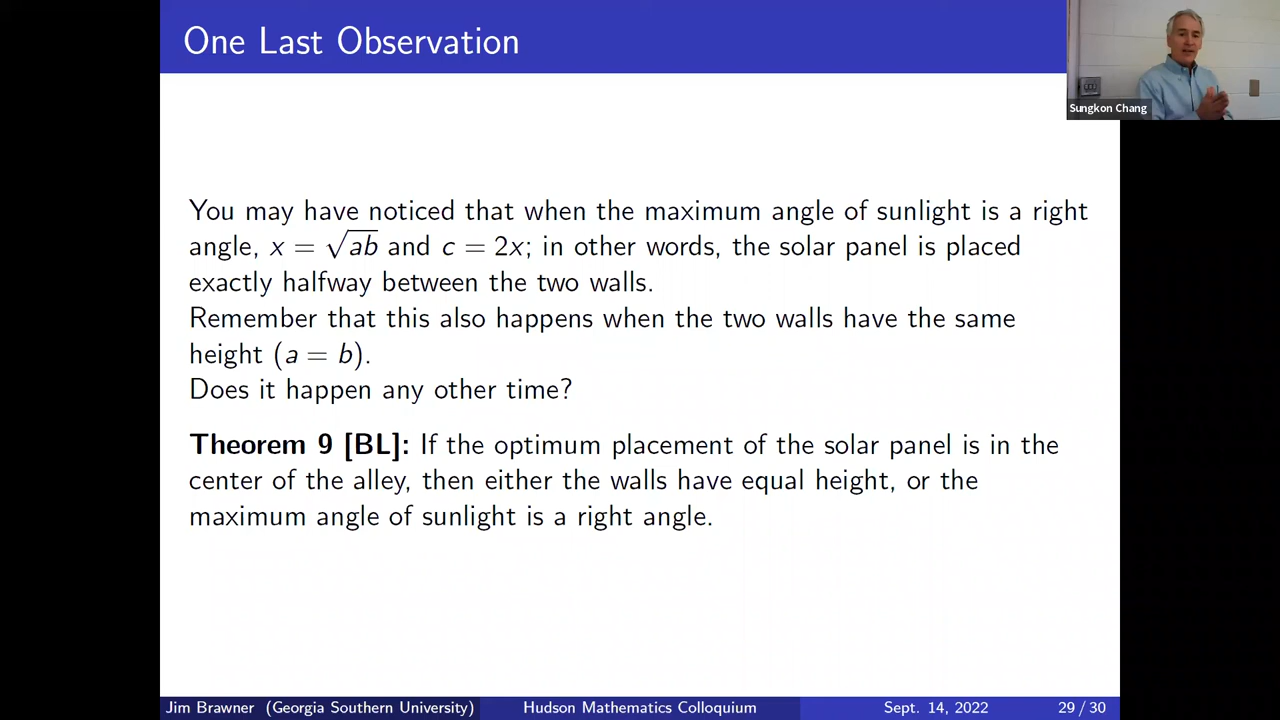 One Last Observation
Sungkon Chang
You may have noticed that when the maximum angle of sunlight is a right
angle, x = √ab and c = 2x; in other words, the solar panel is placed
exactly halfway between the two walls.
Remember that this also happens when the two walls have the same
height (a = b).
Does it happen any other time?
Theorem 9 [BL]: If the optimum placement of the solar panel is in the
center of the alley, then either the walls have equal height, or the
maximum angle of sunlight is a right angle.
Jim Brawner (Georgia Southern University) Hudson Mathematics Colloquium Sept. 14, 2022 29 / 30